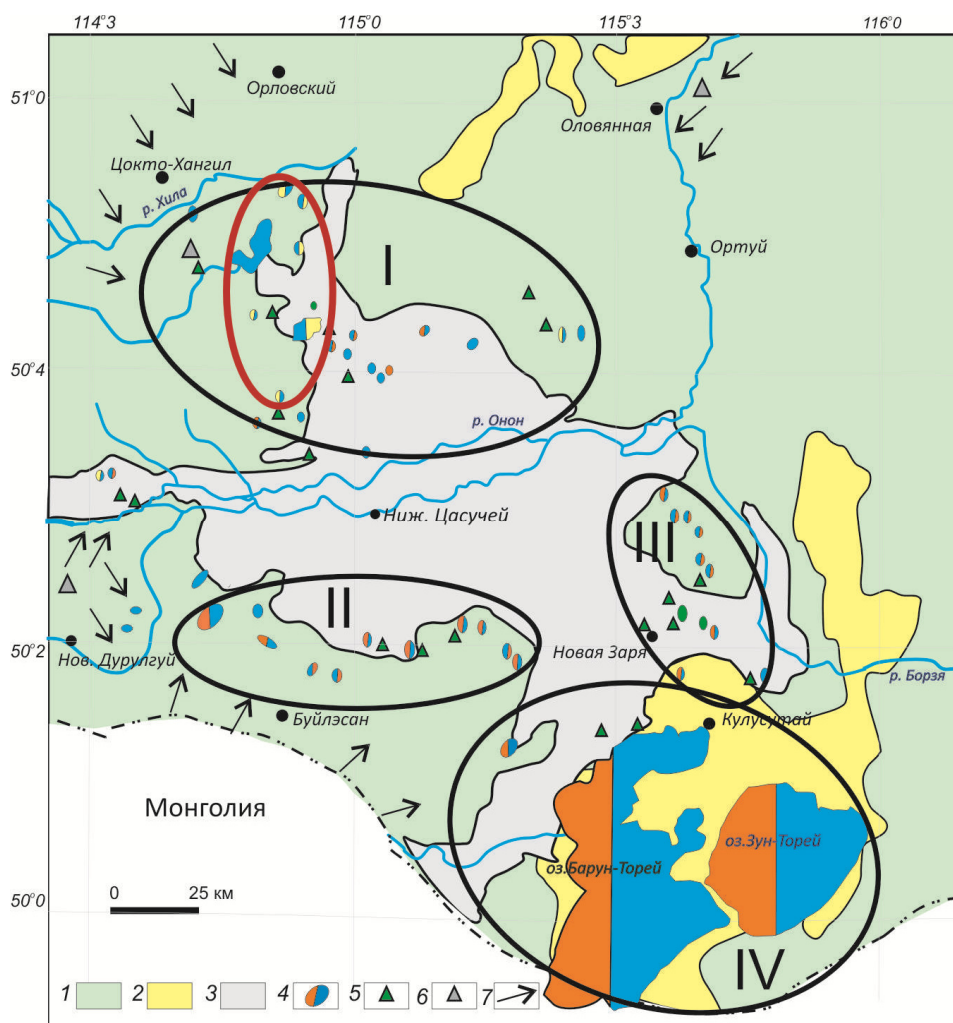 114°3 115°0 115°3 116°0
Орловский
51°0
Оловянная
Цокто-Хангил
р. Хила
Ортуй
I
50°4
р. Онон
Ниж. Цасучей
III
II
50°2
Нов. Дурулгуй
Новая Заря
р. Борзя
Буйлэсан
Кулусутай
Монголия
оз.Зун-Торей
оз.Барун-Торей
0 25 км
50°0
IV
1 2 3 4 5 6 7